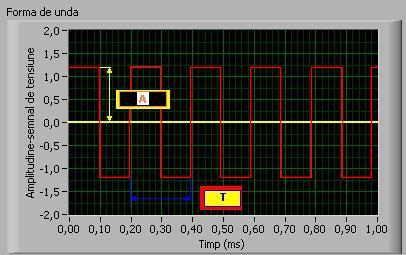 Forma de unda
Amplitudine-semnal de tensiune
2,0
1,5
1,0
0,5
0,0
-0,5
-1,0
-1,5
-2,0
A
T
0,00 0,10 0,20 0,30 0,40 0,50 0,60 0,70 0,80 0,90 1,00
Timp (ms)